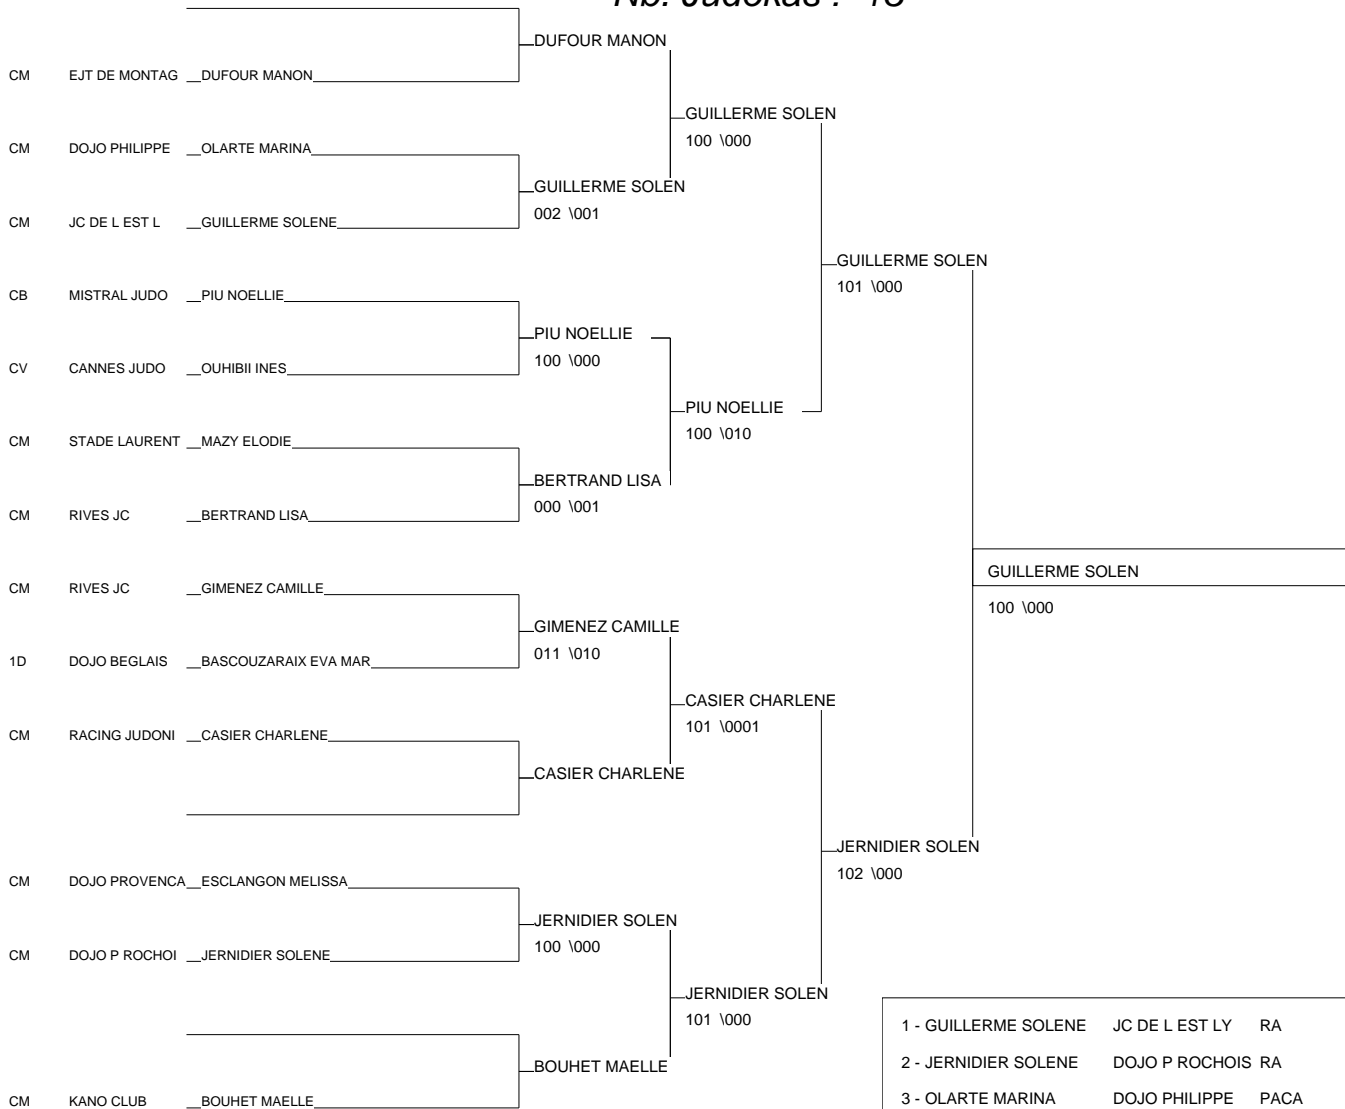 Nb. Judokas : 13
DUFOUR MANON
CM EJT DE MONTAG DUFOUR MANON
GUILLERME SOLEN
100 \000
CM DOJO PHILIPPE OLARTE MARINA
GUILLERME SOLEN
002 \001
CM JC DE L EST L GUILLERME SOLENE
GUILLERME SOLEN
101 \000
CB MISTRAL JUDO PIU NOELLIE
PIU NOELLIE
100 \000
CV CANNES JUDO OUHIBII INES
PIU NOELLIE
100 \010
CM STADE LAURENT MAZY ELODIE
BERTRAND LISA
000 \001
CM RIVES JC BERTRAND LISA
GUILLERME SOLEN
100 \000
CM RIVES JC GIMENEZ CAMILLE
GIMENEZ CAMILLE
011 \010
1D DOJO BEGLAIS BASCOUZARAIX EVA MAR
CASIER CHARLENE
101 \0001
CM RACING JUDONI CASIER CHARLENE
CASIER CHARLENE
JERNIDIER SOLEN
102 \000
CM DOJO PROVENCA ESCLANGON MELISSA
JERNIDIER SOLEN
100 \000
CM DOJO P ROCHOI JERNIDIER SOLENE
JERNIDIER SOLEN
101 \000
1 - GUILLERME SOLENE JC DE L EST LY RA
2 - JERNIDIER SOLENE DOJO P ROCHOIS RA
BOUHET MAELLE
3 - OLARTE MARINA DOJO PHILIPPE PACA
CM KANO CLUB BOUHET MAELLE